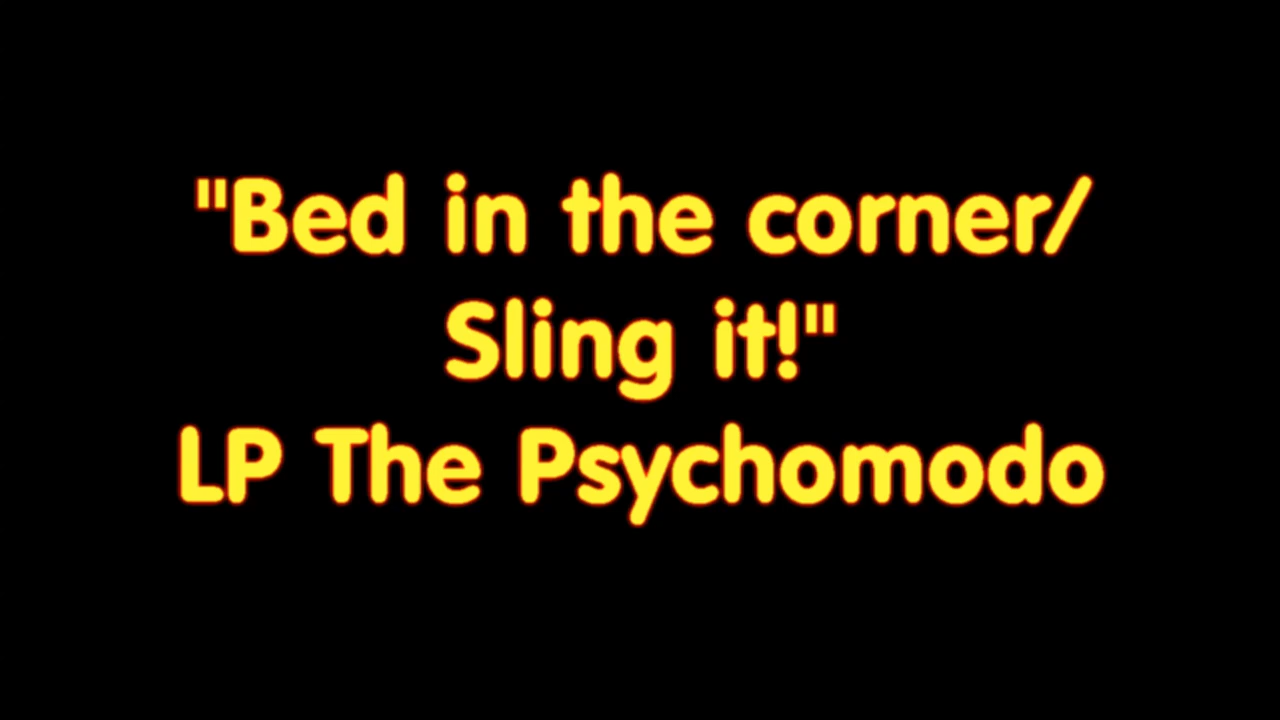 "Bed in the corner/
Sling it!"
LP The Psychomodo